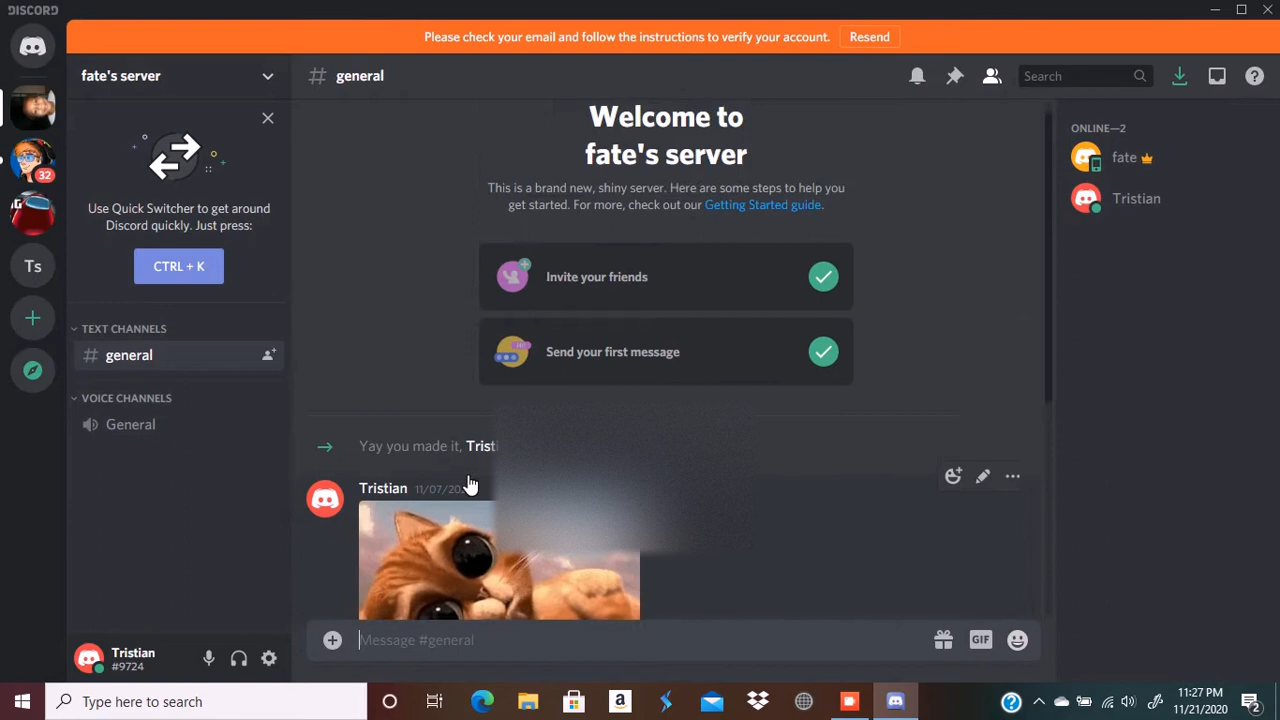 DISCORD
Please check your email and follow the instructions to verify your account.
Resend
fate's server
general
Search
Welcome to
fate's server
This is a brand new, shiny server. Here are some steps to help you
get started. For more, check out our Getting Started guide.
Use Quick Switcher to get around
Discord quickly. Just press:
CTRL + K
Invite your friends
Send your first message
TEXT CHANNELS
general
VOICE CHANNELS
General
32
Ts
ONLINE—2
fate
Tristian
Yay you made it,
Tristian
Message #general
GIF
Tristian
#9724
Type here to search
11:27 PM
11/21/2020
2